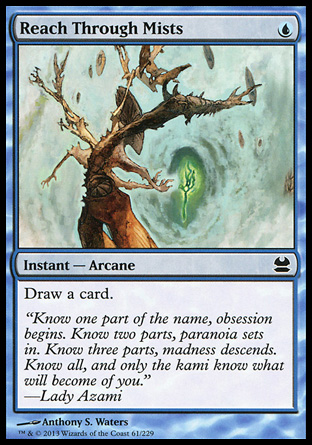 Reach Through Mists
Instant — Arcane
Draw a card.
“Know one part of the name, obsession
begins. Know two parts, paranoia sets
in. Know three parts, madness descends.
Know all, and only the kami know what
will become of you.”
—Lady Azami
Anthony S. Waters
™ & © 2013 Wizards of the Coast 61/229